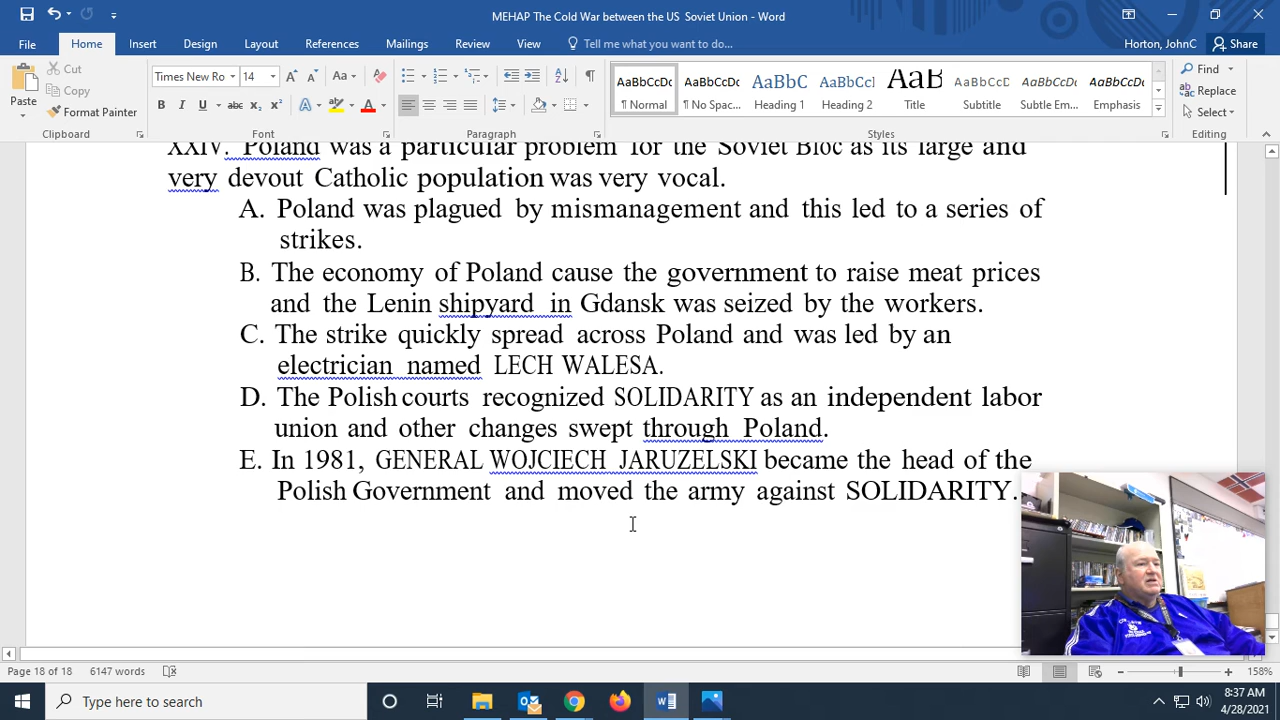 MEHAP The Cold War between the US Soviet Union - Word
File Home Insert Design Layout References Mailings Review View Tell me what you want to do... Horton, JohnC Share
Paste Cut Copy Format Painter
Times New Ro 14
AaBbCcDc ¶ Normal
AaBbCcDc ¶ No Spac...
AaBbC Heading 1
AaBbCcD Heading 2
AaB Title
AaBbCcD Subtitle
AaBbCcDt Subtle Em...
AaBbCcDt Emphasis
Find Replace Select
Clipboard Font Paragraph Styles Editing
XXIV. Poland was a particular problem for the Soviet Bloc as its large and
very devout Catholic population was very vocal.
A. Poland was plagued by mismanagement and this led to a series of
strikes.
B. The economy of Poland cause the government to raise meat prices
and the Lenin shipyard in Gdansk was seized by the workers.
C. The strike quickly spread across Poland and was led by an
electrician named LECH WALESA.
D. The Polish courts recognized SOLIDARITY as an independent labor
union and other changes swept through Poland.
E. In 1981, GENERAL WOJCIECH JARUZELSKI became the head of the
Polish Government and moved the army against SOLIDARITY.
Page 18 of 18 6147 words 158%
Type here to search
8:37 AM
4/28/2021